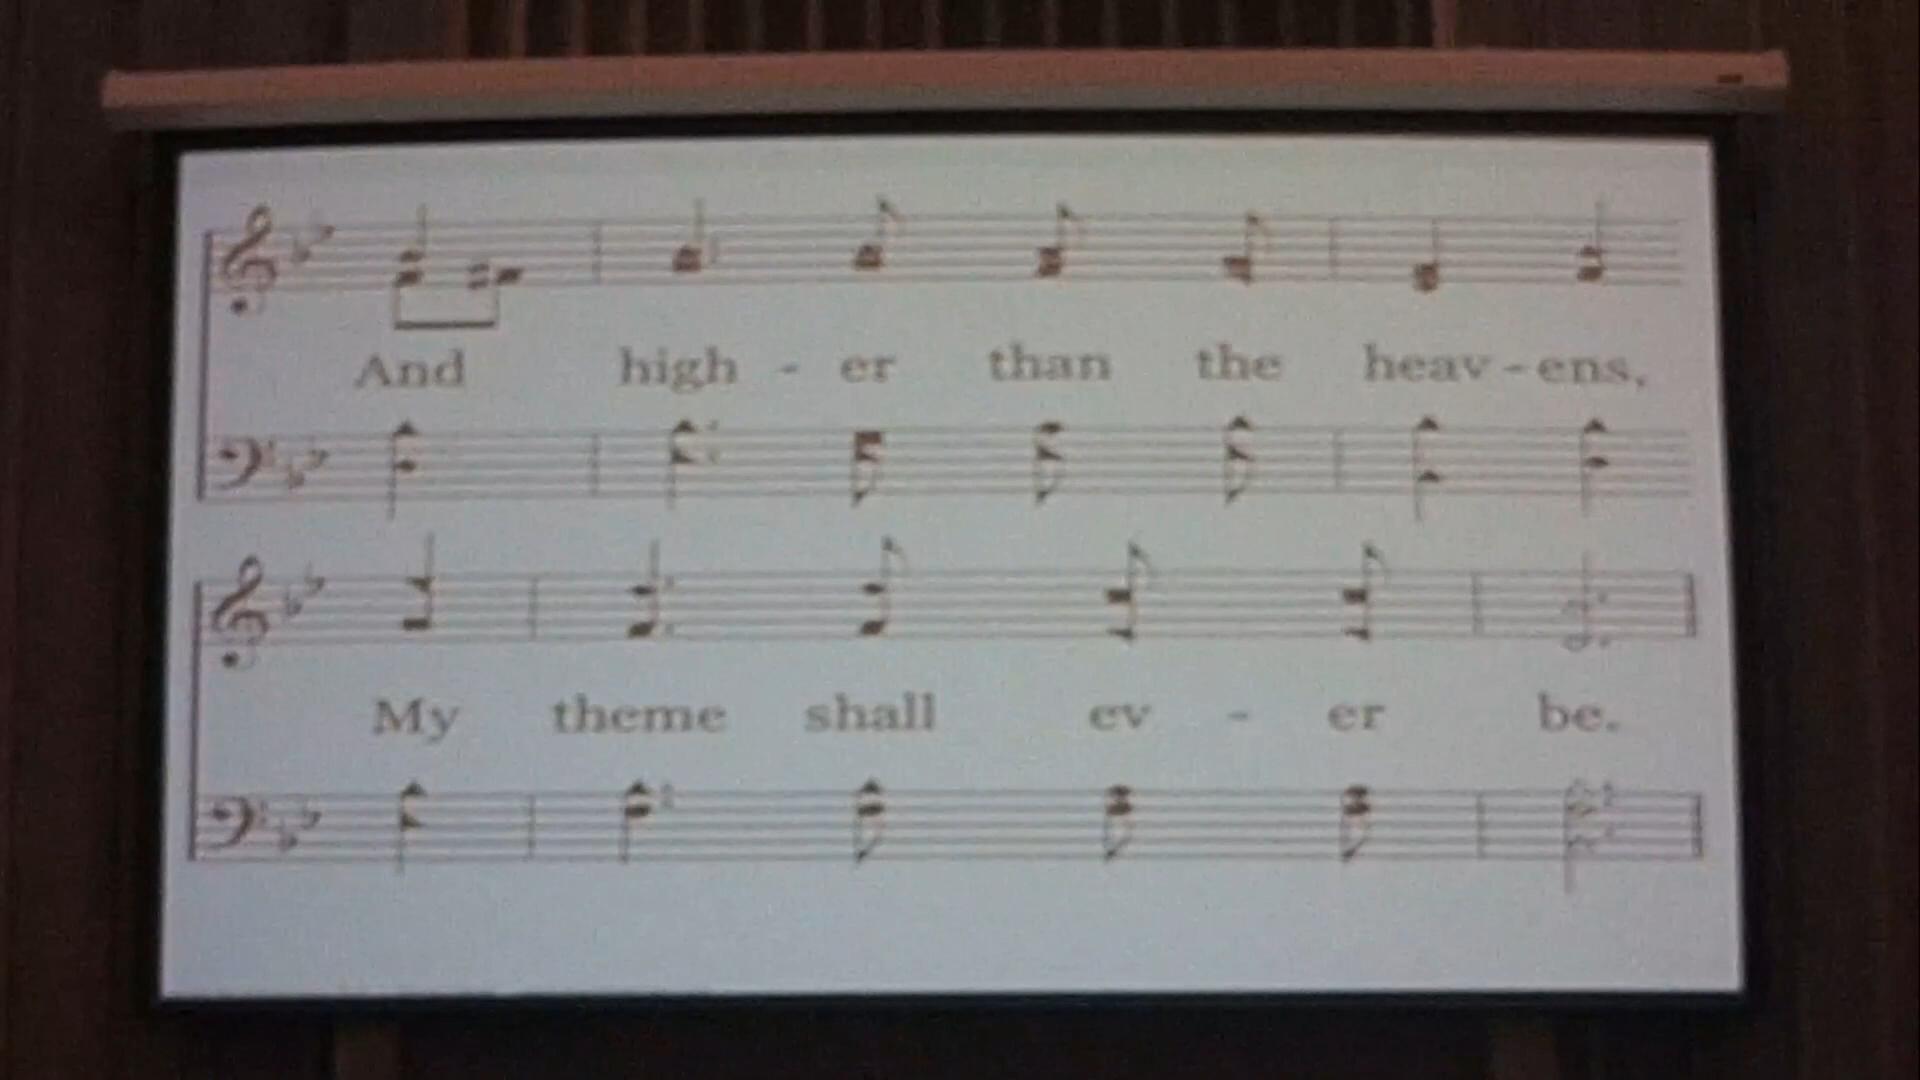 And high - er than the heav - ens,
My theme shall ev - er be.